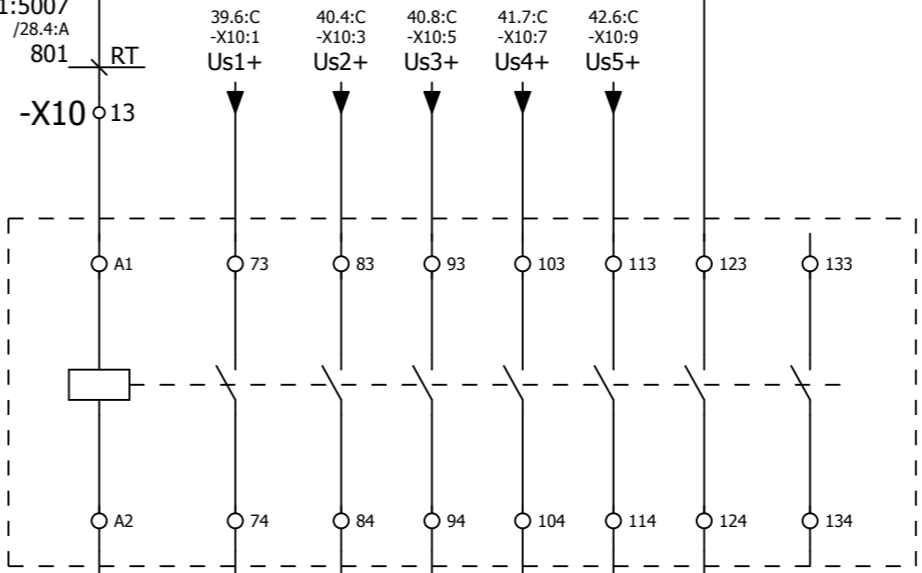 1:5007
/28.4:A
801 RT
-X10 13
39.6:C
-X10:1
Us1+
40.4:C
-X10:3
Us2+
40.8:C
-X10:5
Us3+
41.7:C
-X10:7
Us4+
42.6:C
-X10:9
Us5+
A1 73 83 93 103 113 123 133
A2 74 84 94 104 114 124 134